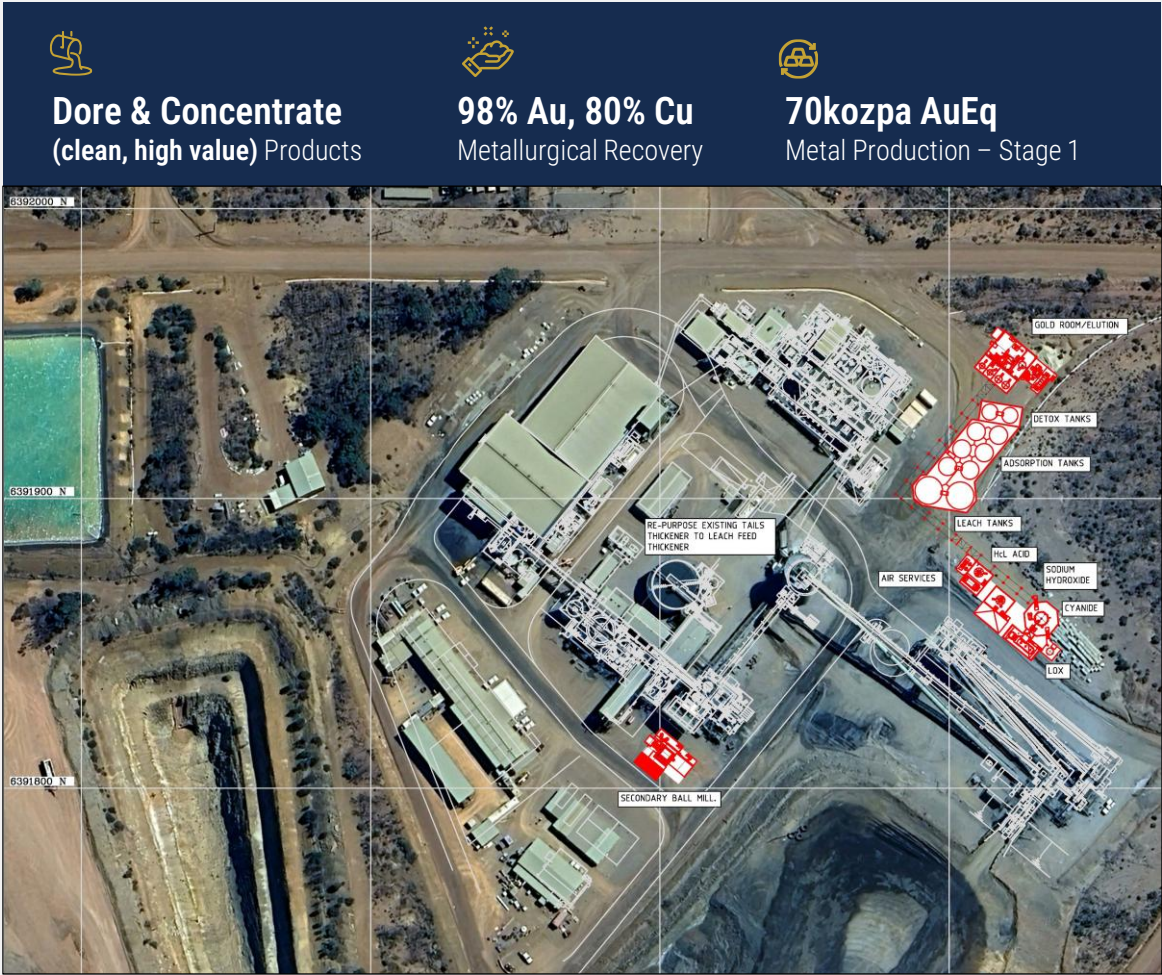 Dore & Concentrate
(clean, high value) Products
98% Au, 80% Cu
Metallurgical Recovery
70kozpa AuEq
Metal Production – Stage 1
6392000 N
GOLD ROOM/ELUTION
DETOX TANKS
ADSORPTION TANKS
6391900 N
LEACH TANKS
RE-PURPOSE EXISTING TAILS
THICKENER TO LEACH FEED
THICKENER
HcL ACID
SODIUM
HYDROXIDE
AIR SERVICES
CYANIDE
LOX
6391800 N
SECONDARY BALL MILL.